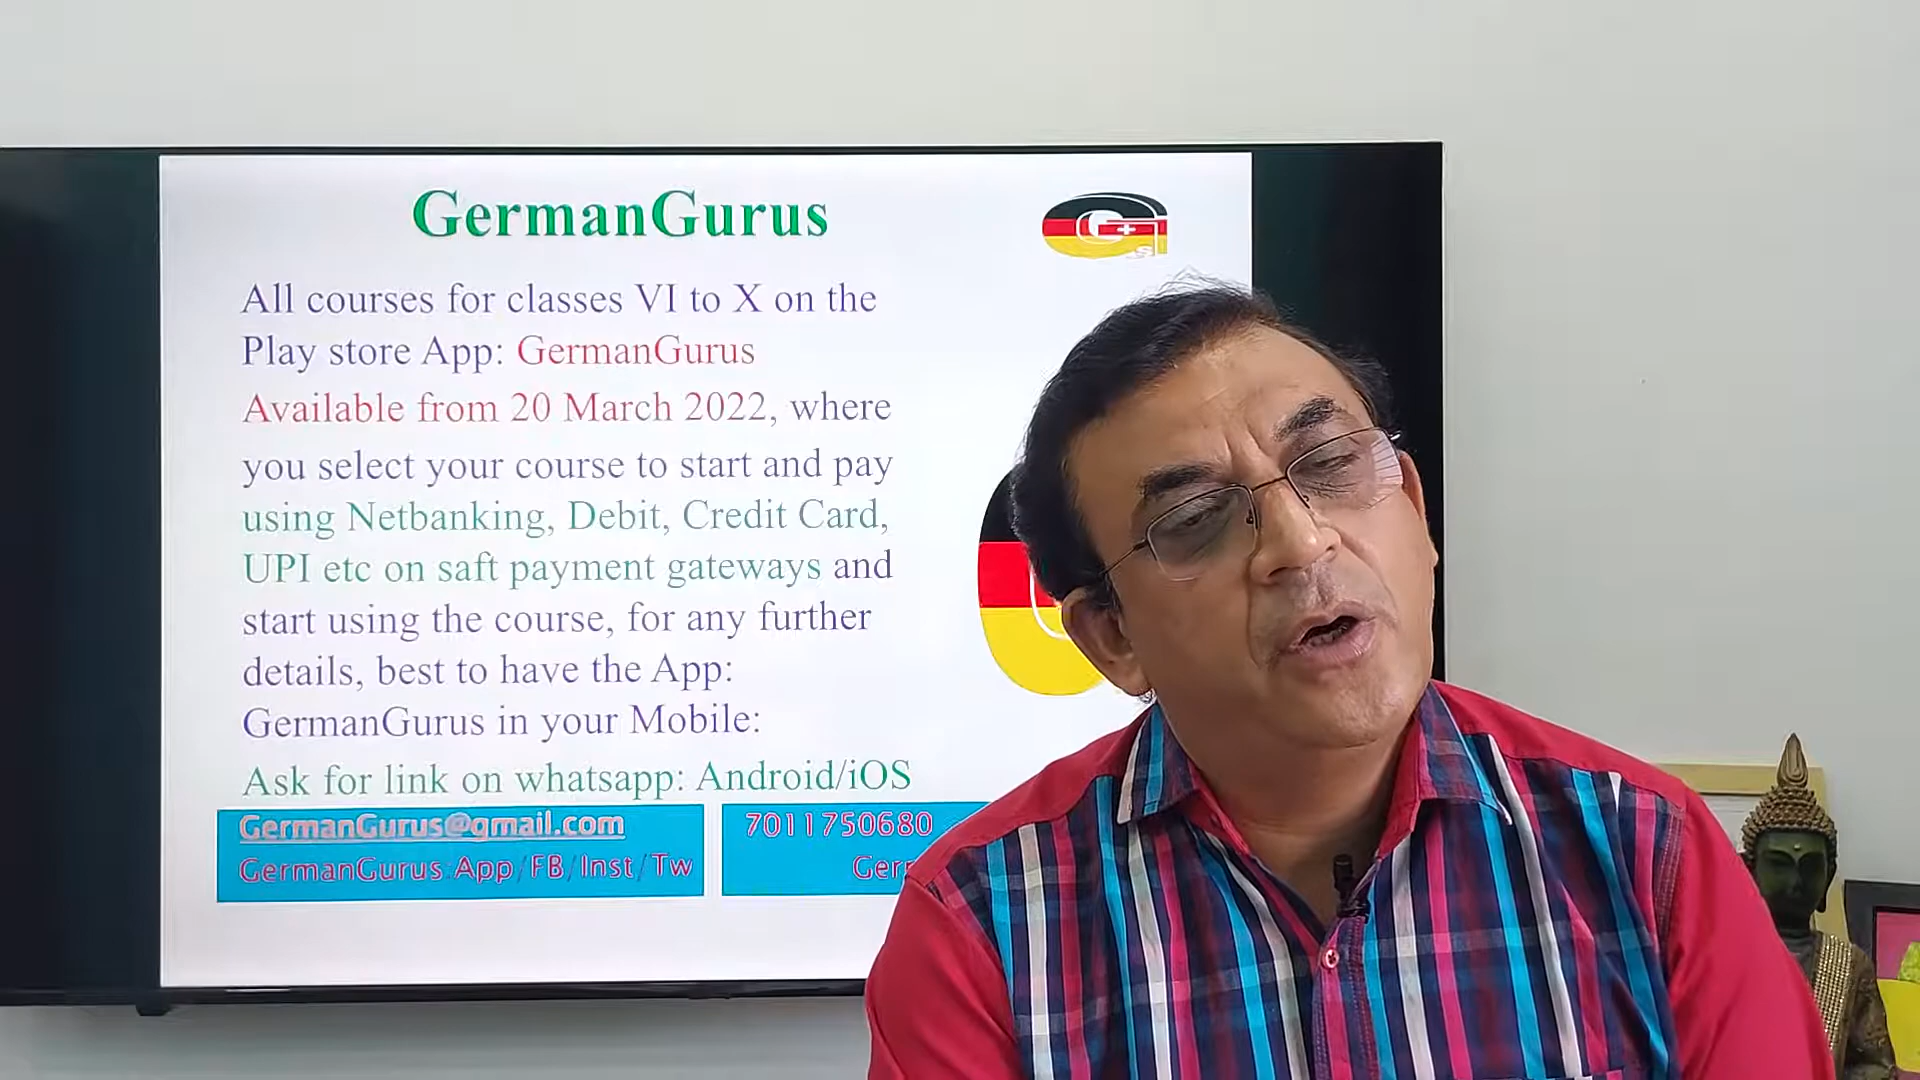 GermanGurus
All courses for classes VI to X on the
Play store App: GermanGurus
Available from 20 March 2022, where
you select your course to start and pay
using Netbanking, Debit, Credit Card,
UPI etc on saft payment gateways and
start using the course, for any further
details, best to have the App:
GermanGurus in your Mobile:
Ask for link on whatsapp: Android/iOS
GermanGurus@gmail.com
GermanGurus:App/FB/Inst/Tw
7011750680